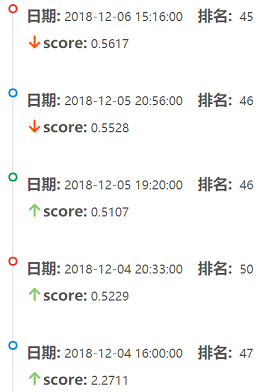 日期: 2018-12-06 15:16:00 排名: 45
↓score: 0.5617
日期: 2018-12-05 20:56:00 排名: 46
↓score: 0.5528
日期: 2018-12-05 19:20:00 排名: 46
↑score: 0.5107
日期: 2018-12-04 20:33:00 排名: 50
↑score: 0.5229
日期: 2018-12-04 16:00:00 排名: 47
↑score: 2.2711